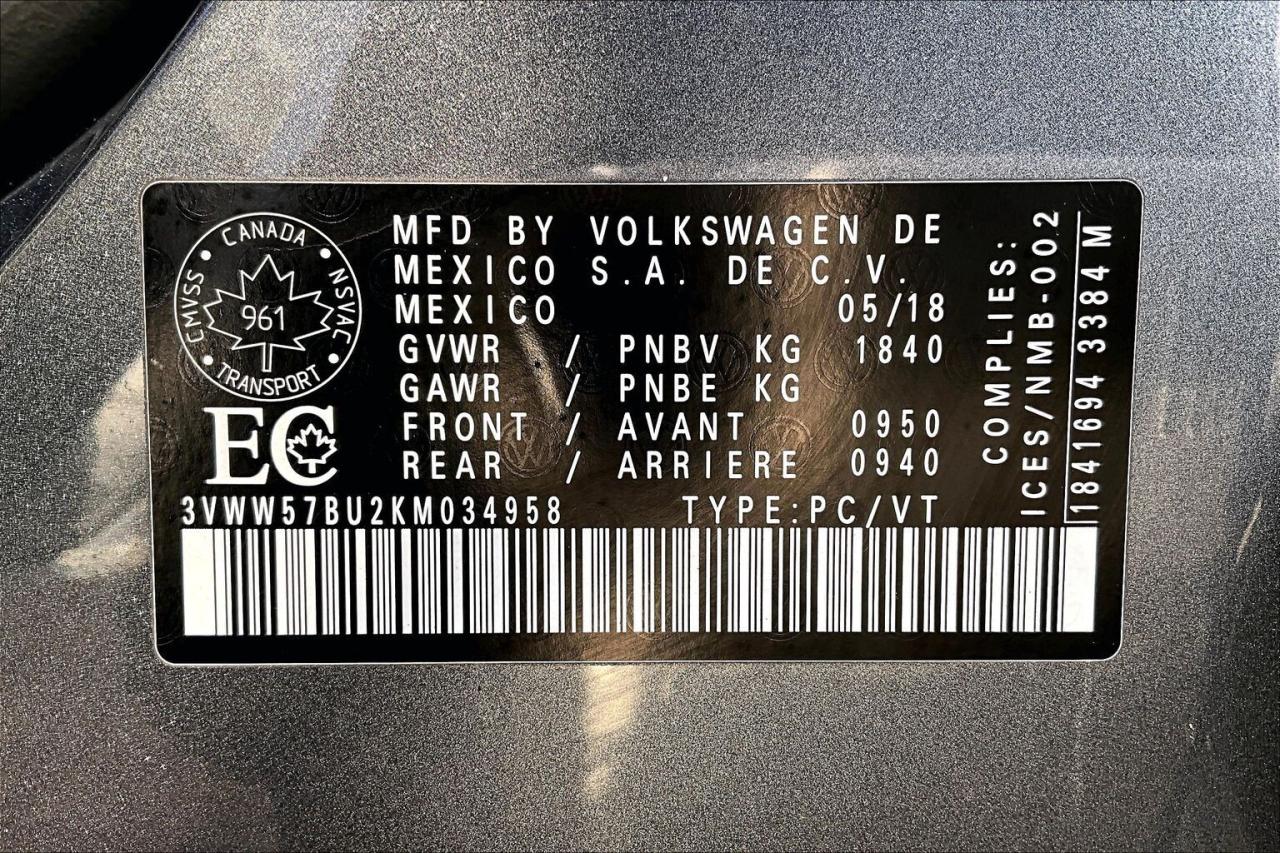 CANADA
CMVSS
NSVAC
961
TRANSPORT
EC
MFD BY VOLKSWAGEN DE
MEXICO S.A. DE C.V.
MEXICO 05/18
GVWR / PNBV KG 1840
GAWR / PNBE KG
FRONT / AVANT 0950
REAR / ARRIERE 0940
3VWW57BU2KM034958 TYPE:PC/VT
COMPLIES:
ICES/NMB-002
1841694 3384 M